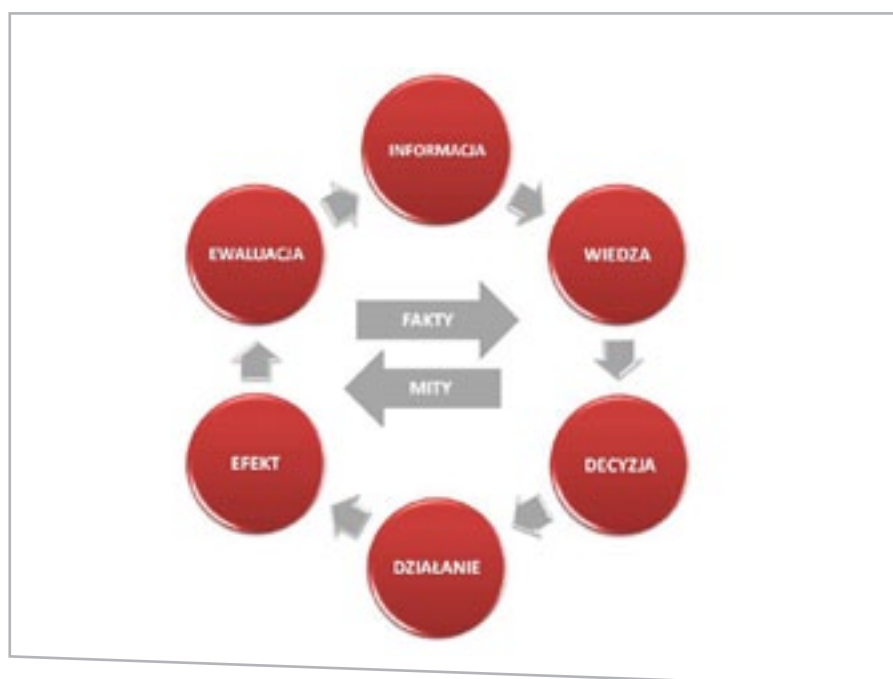 INFORMACJA
WIEDZA
DECYZJA
DZIAŁANIE
EFEKT
EWALUACJA
FAKTY
MITY